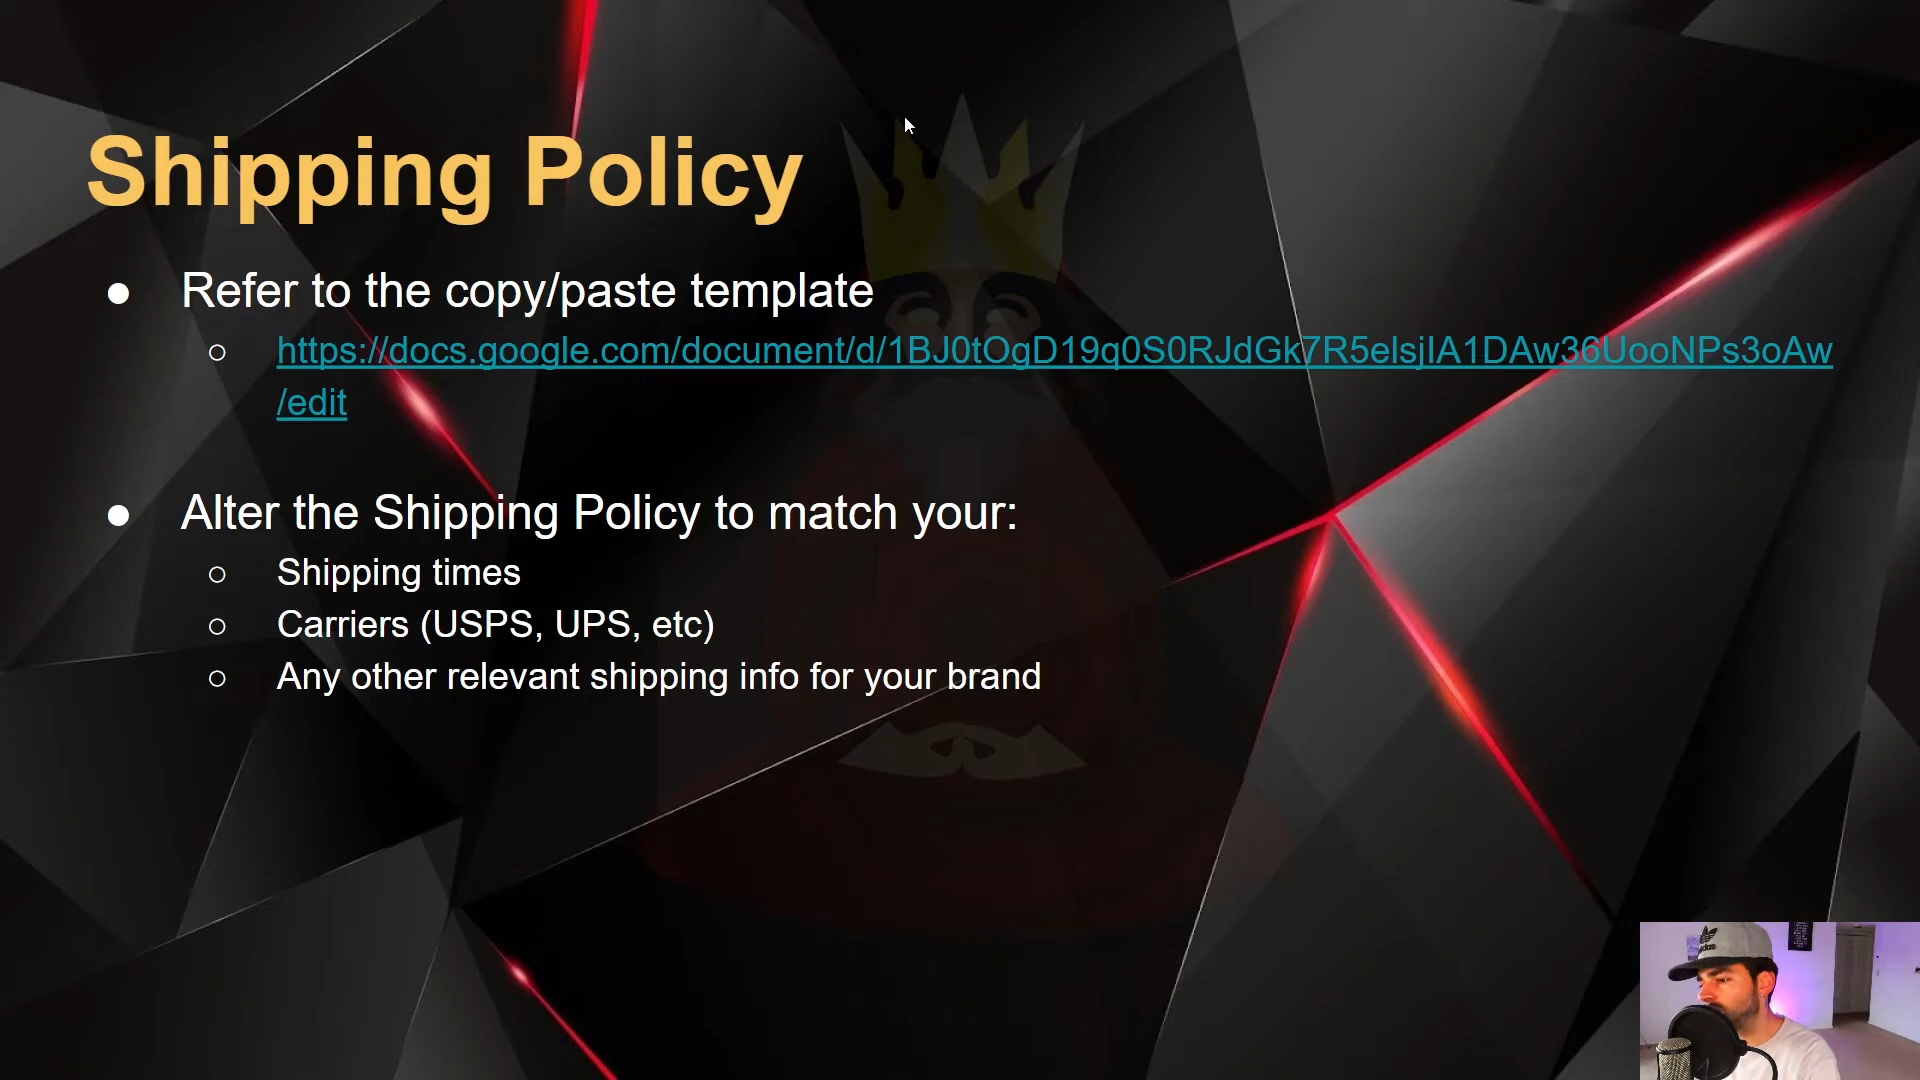 Shipping Policy
● Refer to the copy/paste template
○ https://docs.google.com/document/d/1BJ0tOgD19q0S0RJdGk7R5elsjIA1DAw36UooNPs3oAw
/edit
● Alter the Shipping Policy to match your:
○ Shipping times
○ Carriers (USPS, UPS, etc)
○ Any other relevant shipping info for your brand
adidas